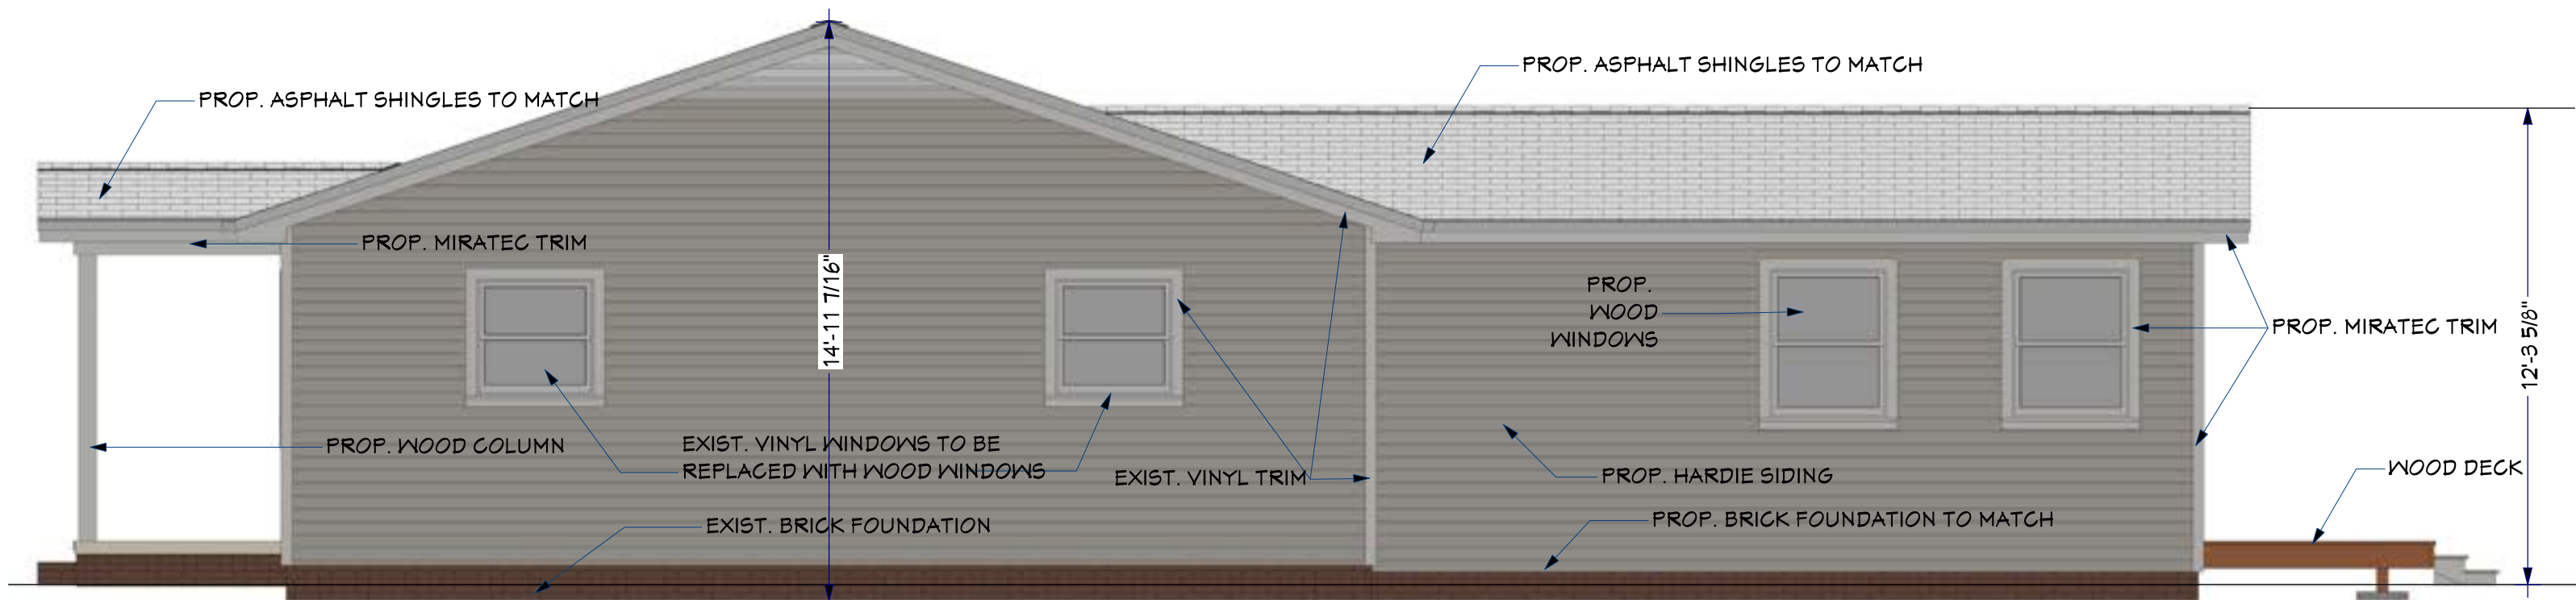 PROP. ASPHALT SHINGLES TO MATCH
PROP. ASPHALT SHINGLES TO MATCH
PROP. MIRATEC TRIM
14'-11 7/16"
PROP.
WOOD
WINDOWS
PROP. MIRATEC TRIM
12'-3 5/8"
PROP. WOOD COLUMN
EXIST. VINYL WINDOWS TO BE
REPLACED WITH WOOD WINDOWS
EXIST. VINYL TRIM
PROP. HARDIE SIDING
WOOD DECK
EXIST. BRICK FOUNDATION
PROP. BRICK FOUNDATION TO MATCH